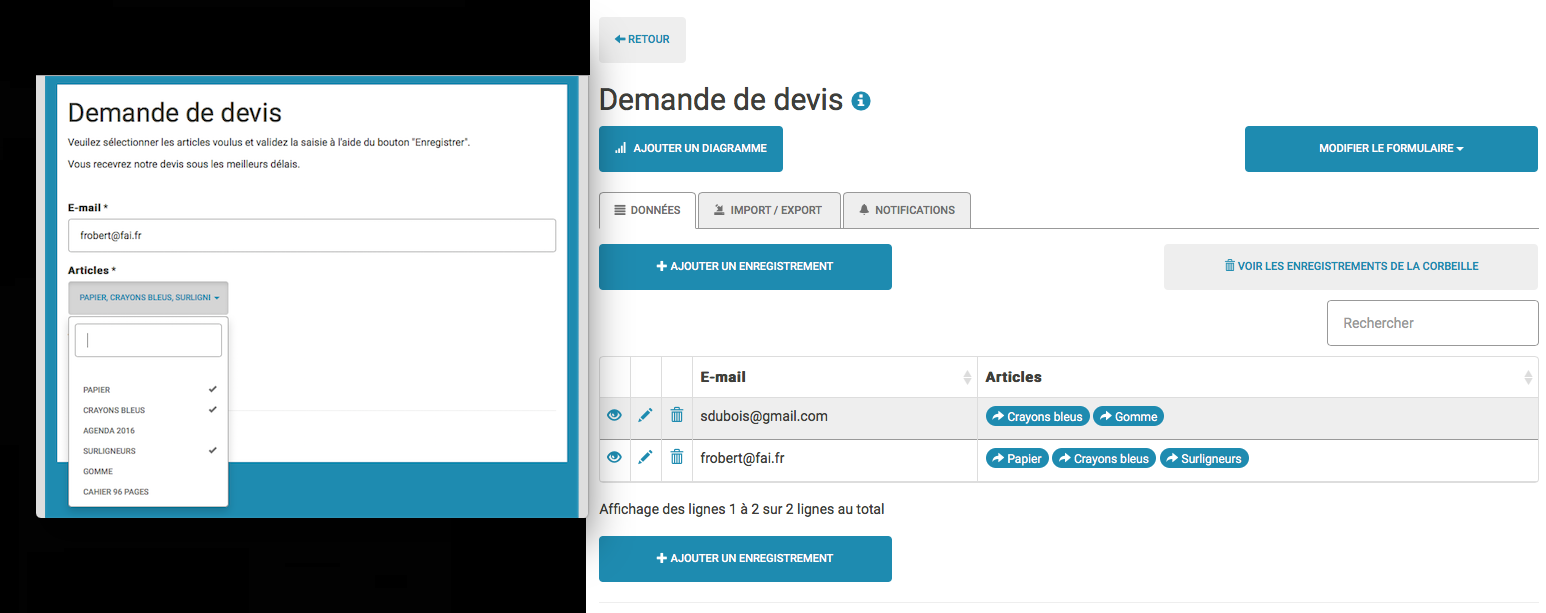 Demande de devis
Veuilez sélectionner les articles voulus et validez la saisie à l'aide du bouton "Enregistrer".
Vous recevrez notre devis sous les meilleurs délais.
E-mail *
frobert@fai.fr
Articles *
PAPIER, CRAYONS BLEUS, SURLIGNI
PAPIER
CRAYONS BLEUS
AGENDA 2016
SURLIGNEURS
GOMME
CAHIER 96 PAGES
RETOUR
Demande de devis
AJOUTER UN DIAGRAMME
MODIFIER LE FORMULAIRE
DONNÉES
IMPORT / EXPORT
NOTIFICATIONS
AJOUTER UN ENREGISTREMENT
VOIR LES ENREGISTREMENTS DE LA CORBEILLE
Rechercher
E-mail Articles
sdubois@gmail.com Crayons bleus Gomme
frobert@fai.fr Papier Crayons bleus Surligneurs
Affichage des lignes 1 à 2 sur 2 lignes au total
AJOUTER UN ENREGISTREMENT